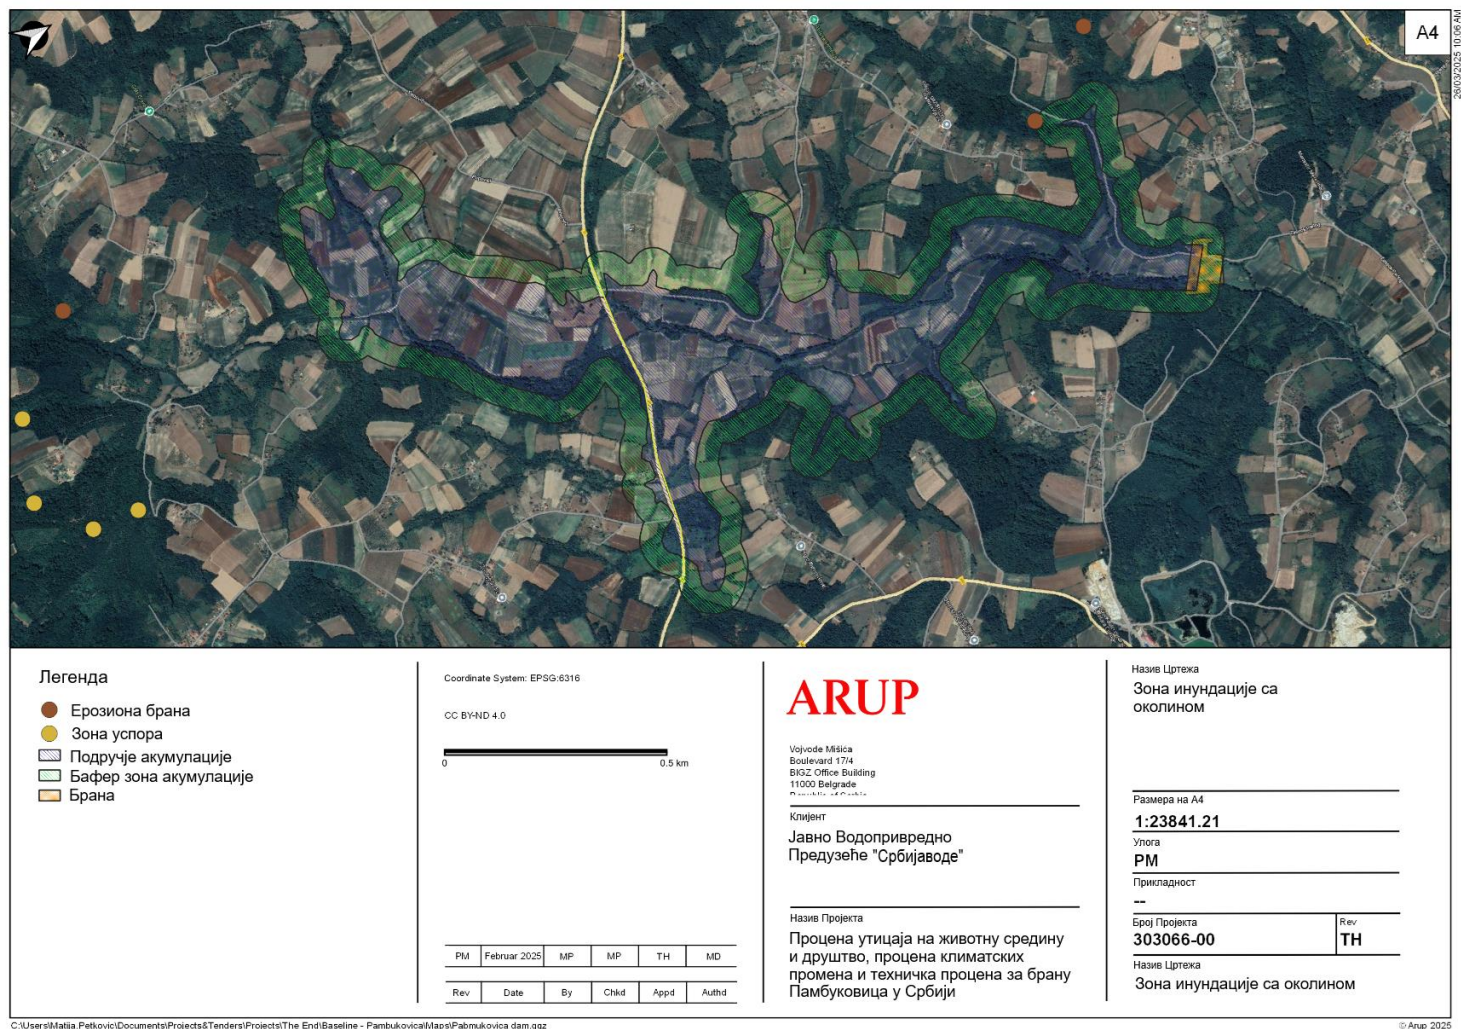 A4
26/03/2025 10:06 AM
Легенда
Ерозиона брана
Зона успора
Подручје акумулације
Бафер зона акумулације
Брана
Coordinate System: EPSG:6316
CC BY-ND 4.0
0 0.5 km
PM Februar 2025 MP MP TH MD
Rev Date By Chkd Appd Authd
ARUP
Vojvode Mišića
Boulevard 17/4
BIGZ Office Building
11000 Belgrade
Republic of Serbia
Клијент
Јавно Водопривредно
Предузеће "Србијаводе"
Назив Пројекта
Процена утицаја на животну средину
и друштво, процена климатских
промена и техничка процена за брану
Памбуковица у Србији
Назив Цртежа
Зона инундације са
околином
Размера на А4
1:23841.21
Улога
PM
Прикладност
--
Број Пројекта
303066-00
Rev
TH
Назив Цртежа
Зона инундације са околином
C:\Users\Matija.Petkovic\Documents\Projects&Tenders\Projects\The End\Baseline - Pambukovica\Maps\Pabmukovica dam.qgz
© Arup 2025